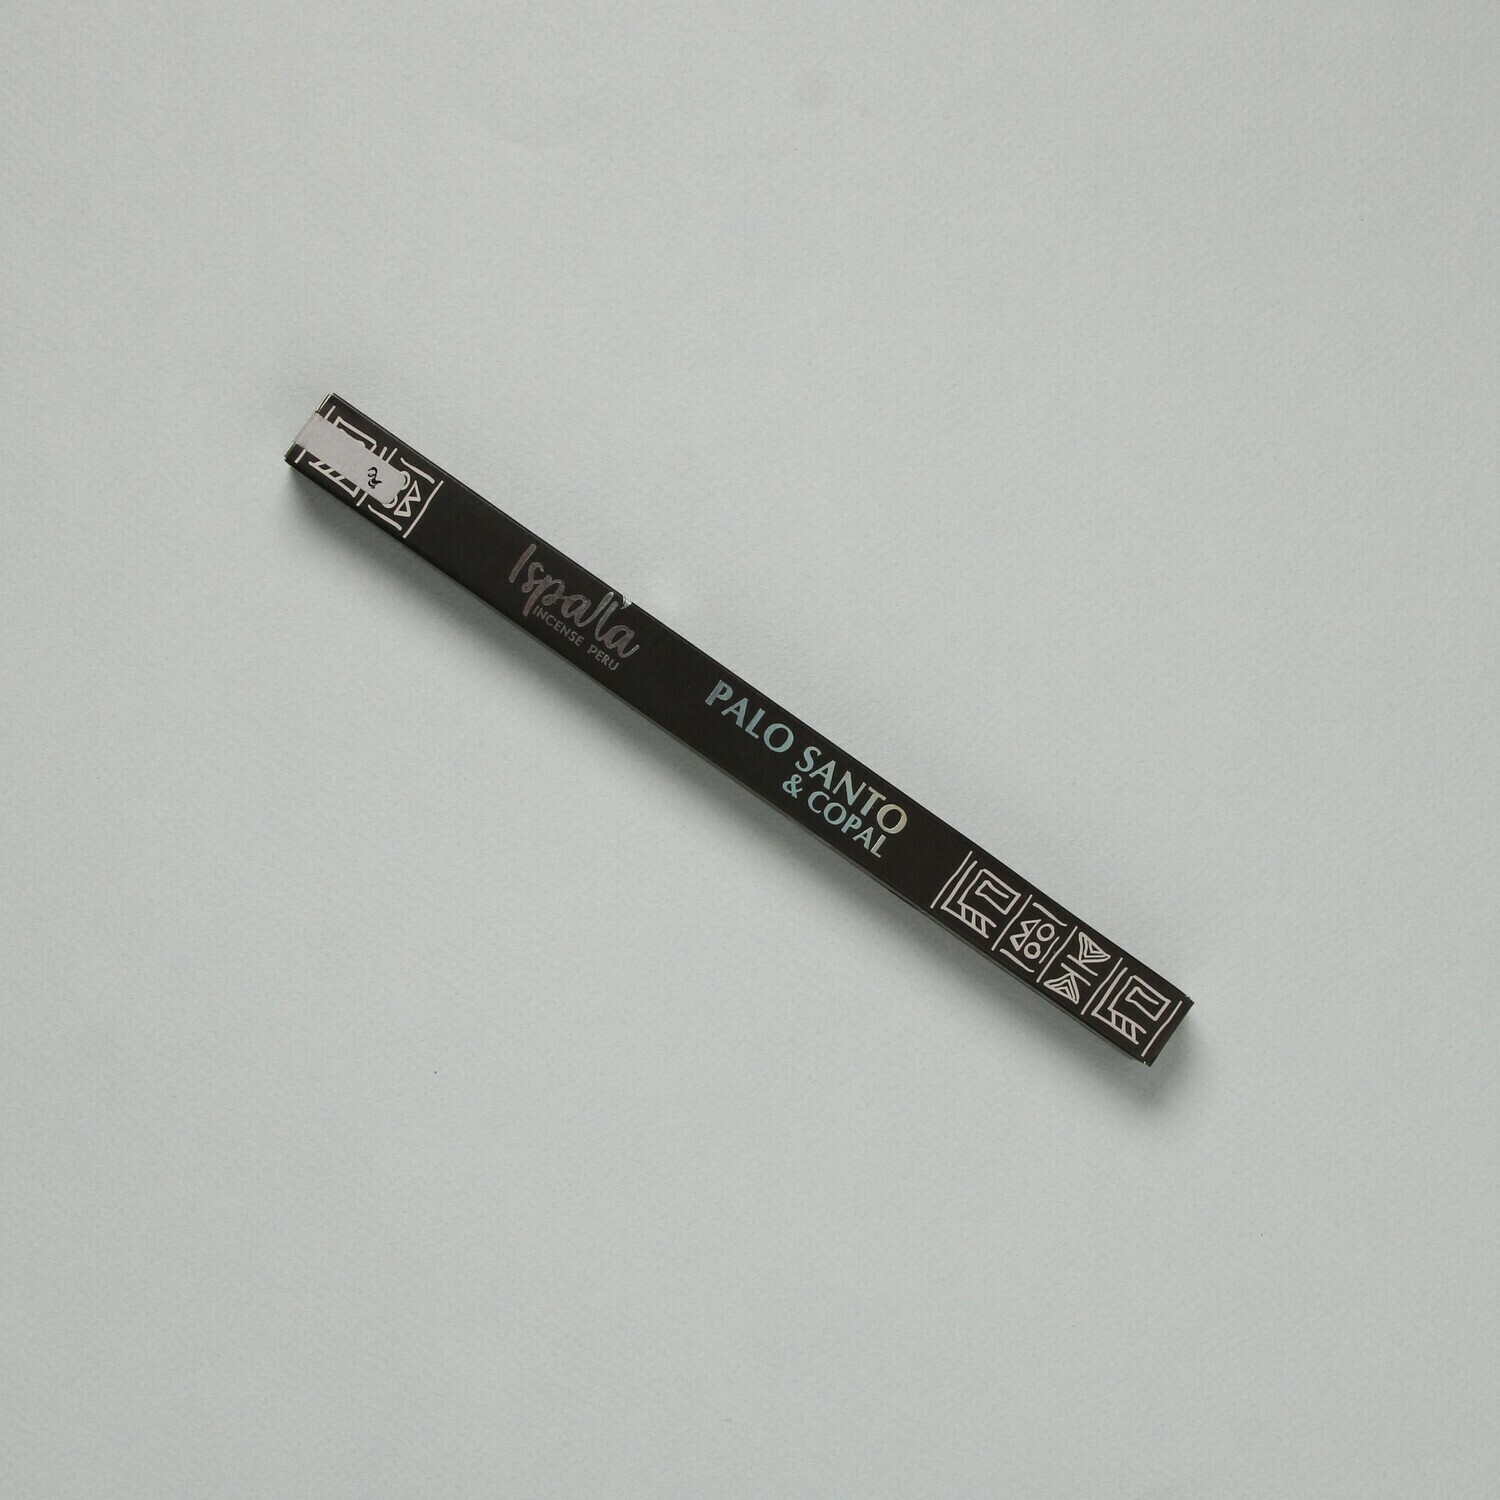 Ispalla
INCENSE PERU
PALO SANTO
& COPAL